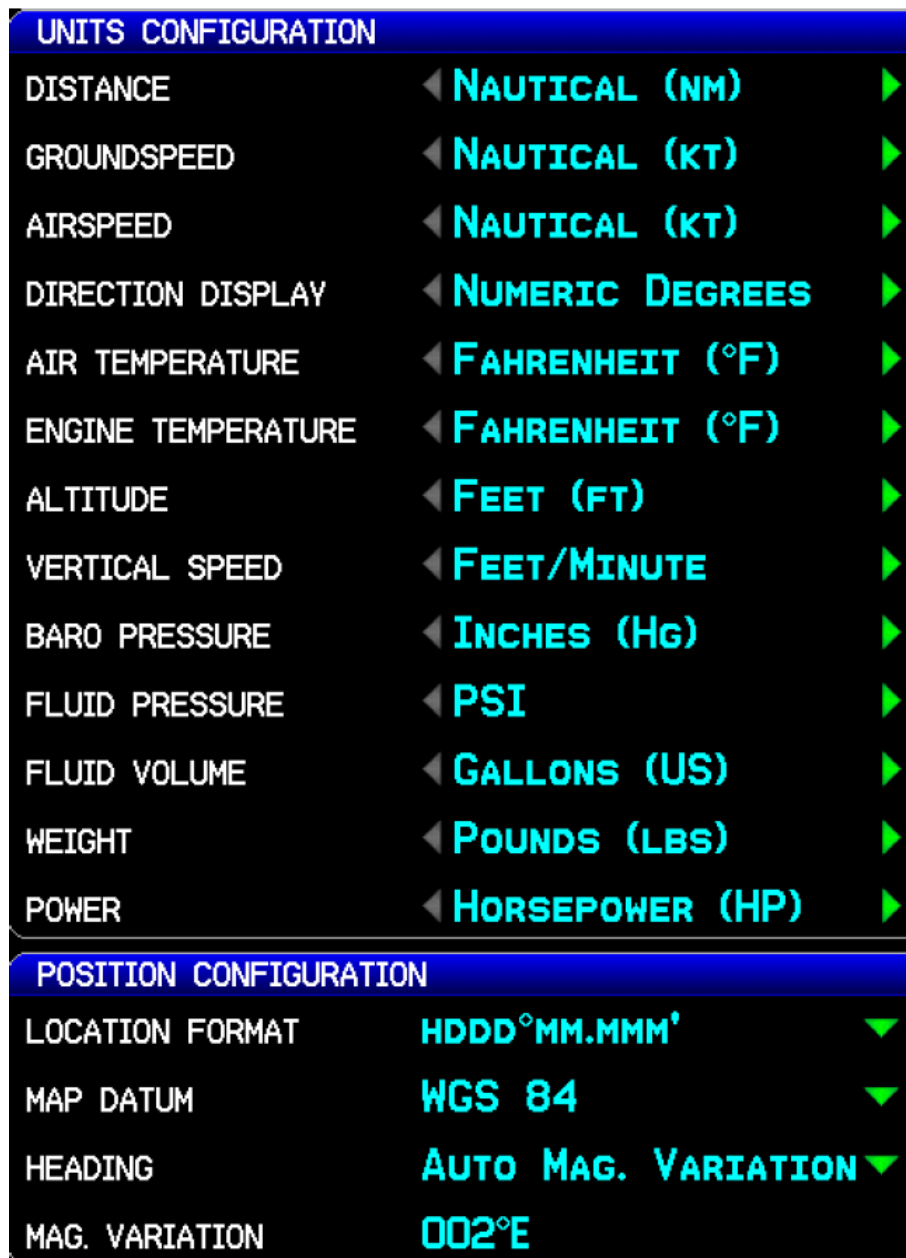 UNITS CONFIGURATION
DISTANCE NAUTICAL (NM)
GROUNDSPEED NAUTICAL (KT)
AIRSPEED NAUTICAL (KT)
DIRECTION DISPLAY NUMERIC DEGREES
AIR TEMPERATURE FAHRENHEIT (°F)
ENGINE TEMPERATURE FAHRENHEIT (°F)
ALTITUDE FEET (FT)
VERTICAL SPEED FEET/MINUTE
BARO PRESSURE INCHES (HG)
FLUID PRESSURE PSI
FLUID VOLUME GALLONS (US)
WEIGHT POUNDS (LBS)
POWER HORSEPOWER (HP)
POSITION CONFIGURATION
LOCATION FORMAT HDDD°MM.MMM'
MAP DATUM WGS 84
HEADING AUTO MAG. VARIATION
MAG. VARIATION 002°E